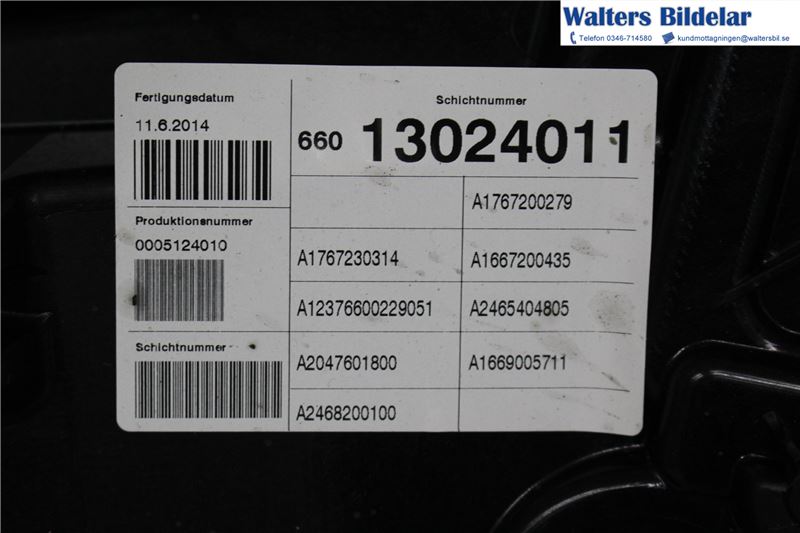 Walters Bildelar
Telefon 0346-714580 kundmottagningen@waltersbil.se
Fertigungsdatum
11.6.2014
Produktionsnummer
0005124010
Schichtnummer
Schichtnummer
660 13024011
A1767200279
A1767230314 A1667200435
A12376600229051 A2465404805
A2047601800 A1669005711
A2468200100